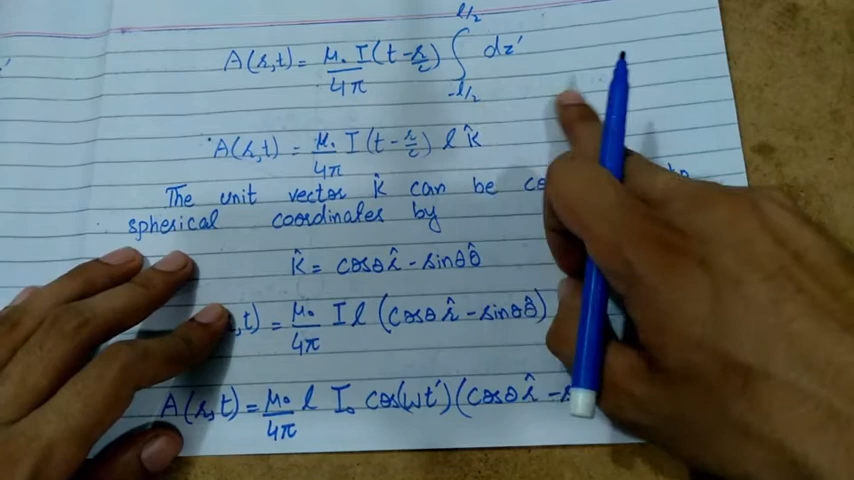 A(r,t) = μ₀/4π I(t - r/c) ∫_{-l/2}^{l/2} dz'
A(r,t) = μ₀/4π I(t - r/c) l k̂
The unit vector k̂ can be
spherical coordinates by
k̂ = cosθ r̂ - sinθ θ̂
,t) = μ₀/4π I l (cosθ r̂ - sinθ θ̂)
A(r,t) = μ₀/4π l I₀ cos(ωt')(cosθ r̂ -